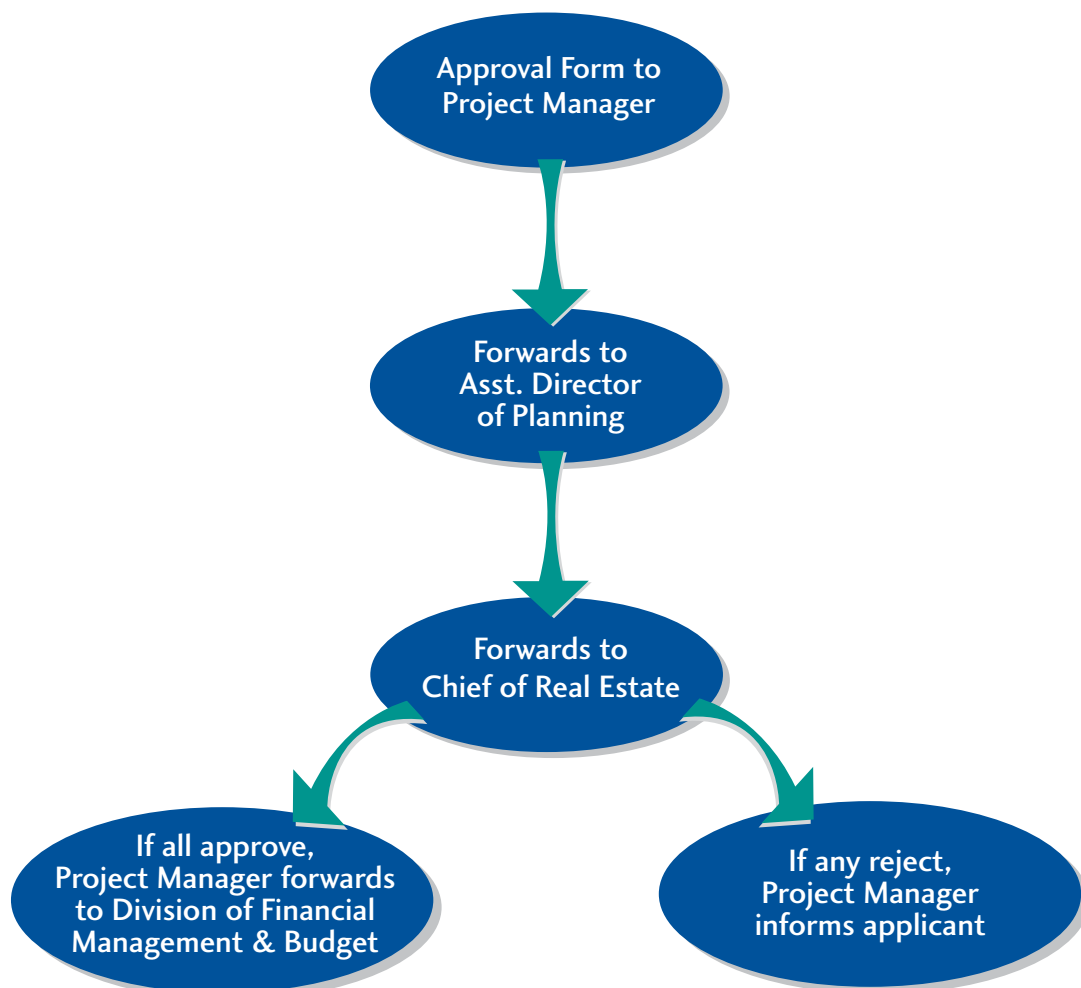 Approval Form to
Project Manager
Forwards to
Asst. Director
of Planning
Forwards to
Chief of Real Estate
If all approve,
Project Manager forwards
to Division of Financial
Management & Budget
If any reject,
Project Manager
informs applicant